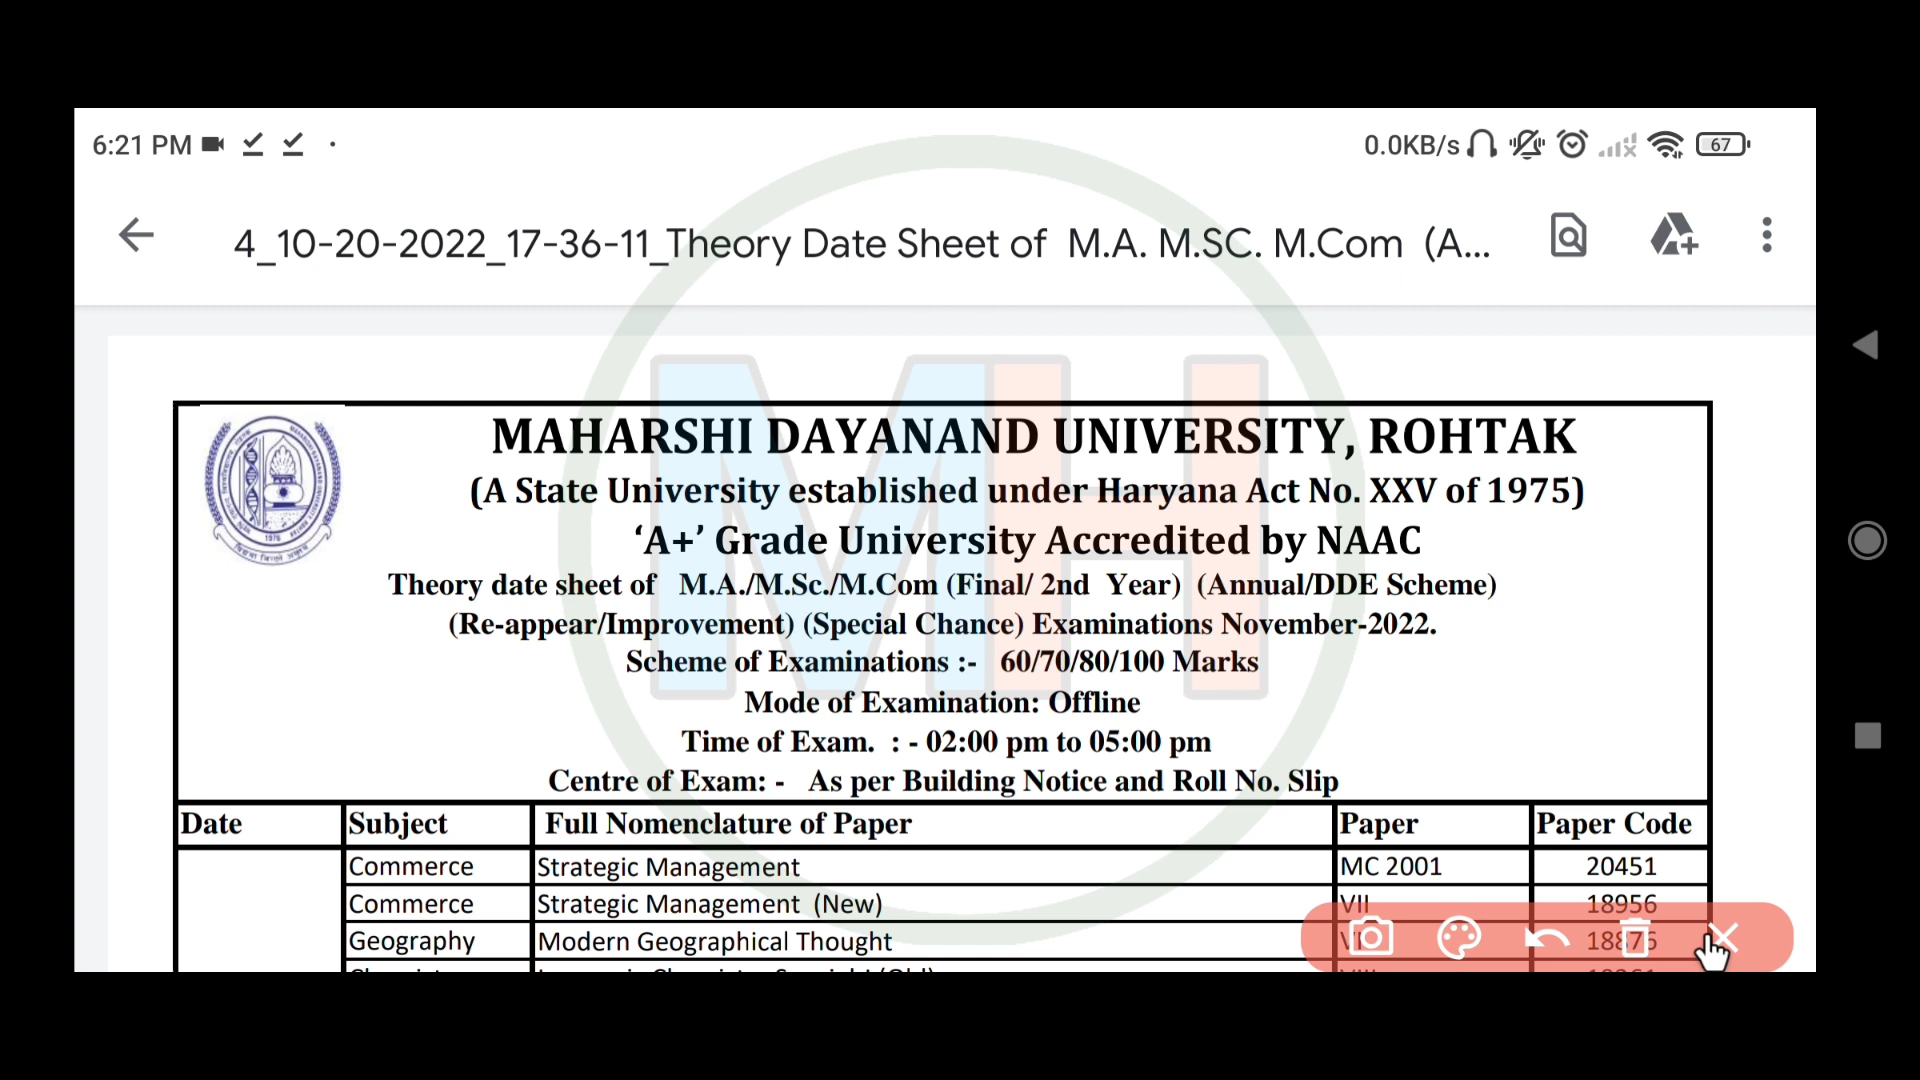 6:21 PM
0.0KB/s
67
4_10-20-2022_17-36-11_Theory Date Sheet of M.A. M.SC. M.Com (A...
MH
MAHARSHI DAYANAND UNIVERSITY, ROHTAK
(A State University established under Haryana Act No. XXV of 1975)
‘A+’ Grade University Accredited by NAAC
Theory date sheet of M.A./M.Sc./M.Com (Final/ 2nd Year) (Annual/DDE Scheme)
(Re-appear/Improvement) (Special Chance) Examinations November-2022.
Scheme of Examinations :- 60/70/80/100 Marks
Mode of Examination: Offline
Time of Exam. : - 02:00 pm to 05:00 pm
Centre of Exam: - As per Building Notice and Roll No. Slip
Date Subject Full Nomenclature of Paper Paper Paper Code
Commerce Strategic Management MC 2001 20451
Commerce Strategic Management (New) VII 18956
Geography Modern Geographical Thought 18876